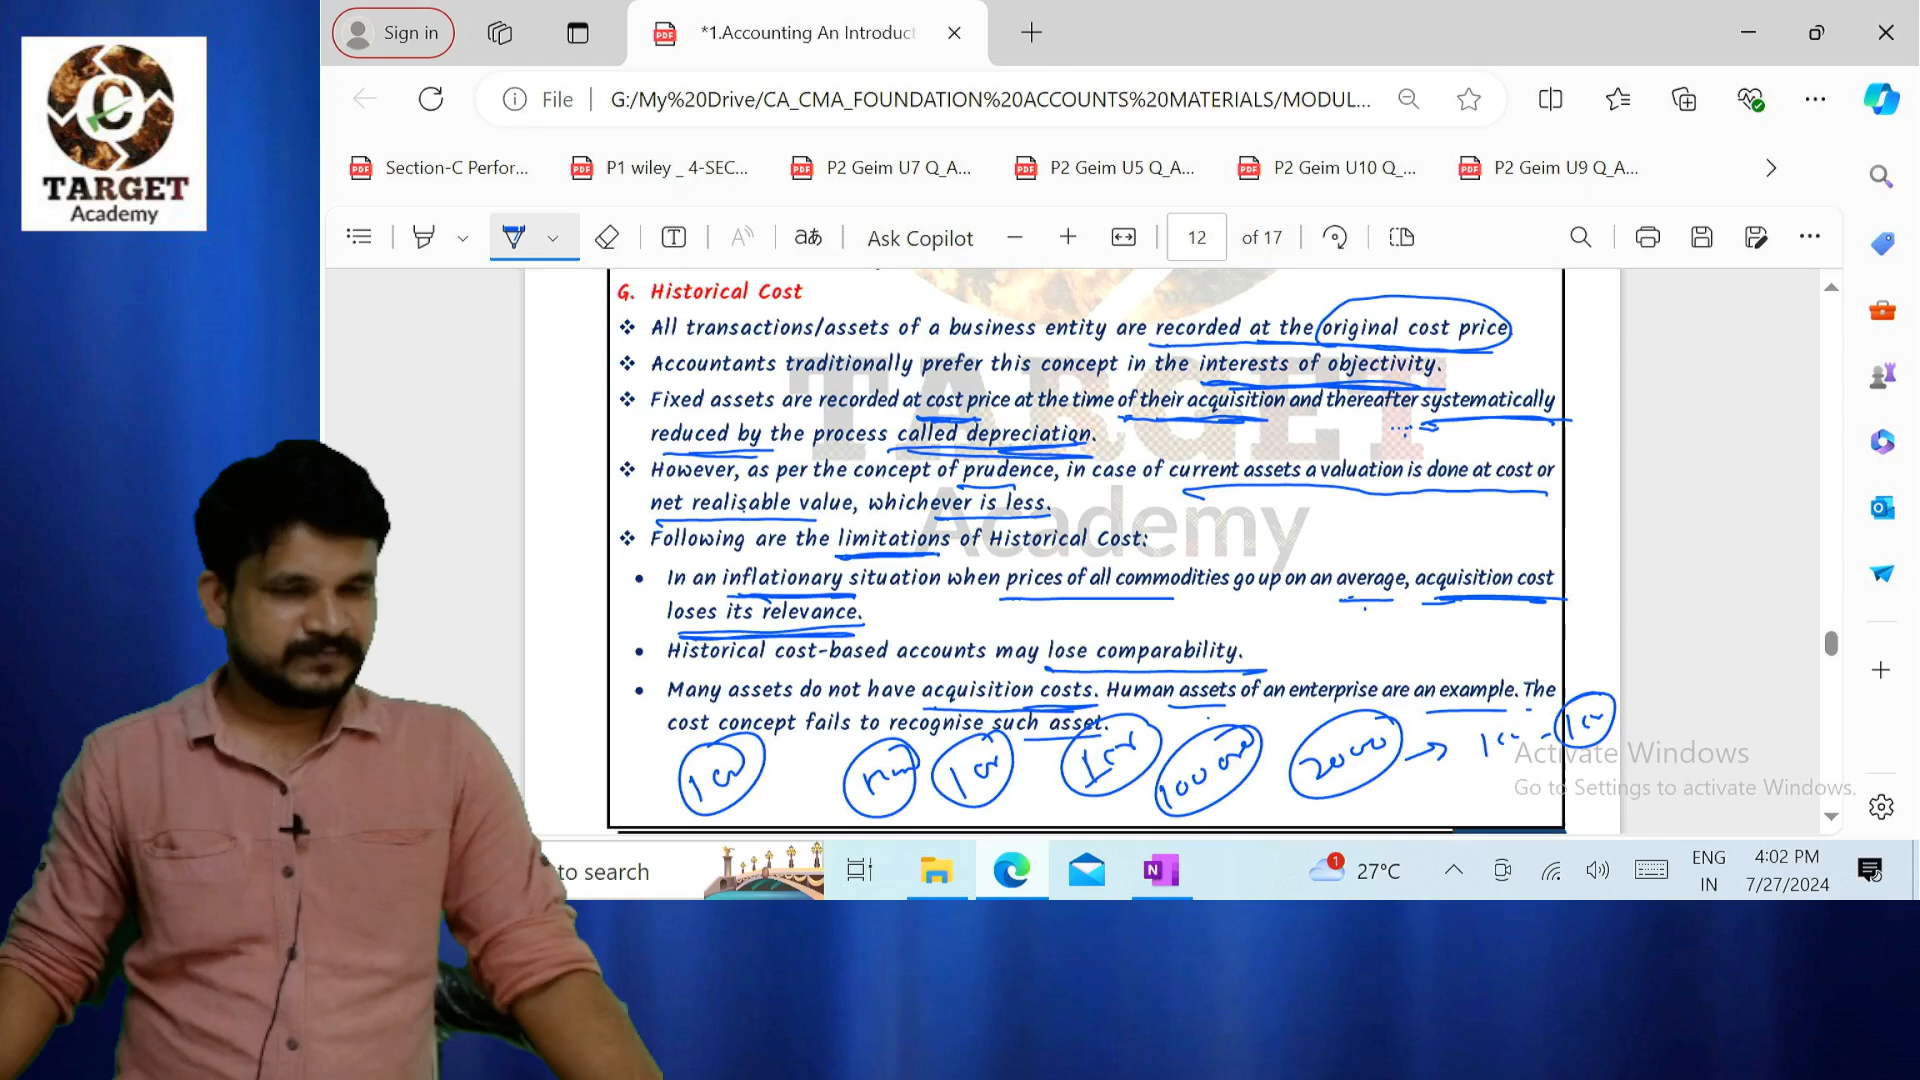 TARGET
Academy
Sign in
*1.Accounting An Introduct
File
G:/My%20Drive/CA_CMA_FOUNDATION%20ACCOUNTS%20MATERIALS/MODUL...
Section-C Perfor...
P1 wiley _ 4-SEC...
P2 Geim U7 Q_A...
P2 Geim U5 Q_A...
P2 Geim U10 Q_...
P2 Geim U9 Q_A...
Ask Copilot
12 of 17
G. Historical Cost
All transactions/assets of a business entity are recorded at the original cost price
Accountants traditionally prefer this concept in the interests of objectivity.
Fixed assets are recorded at cost price at the time of their acquisition and thereafter systematically
reduced by the process called depreciation.
However, as per the concept of prudence, in case of current assets a valuation is done at cost or
net realisable value, whichever is less.
Following are the limitations of Historical Cost:
In an inflationary situation when prices of all commodities go up on an average, acquisition cost
loses its relevance.
Historical cost-based accounts may lose comparability.
Many assets do not have acquisition costs. Human assets of an enterprise are an example. The
cost concept fails to recognise such asset.
TARGET
Academy
Activate Windows
Go to Settings to activate Windows.
to search
1
27°C
ENG
IN
4:02 PM
7/27/2024